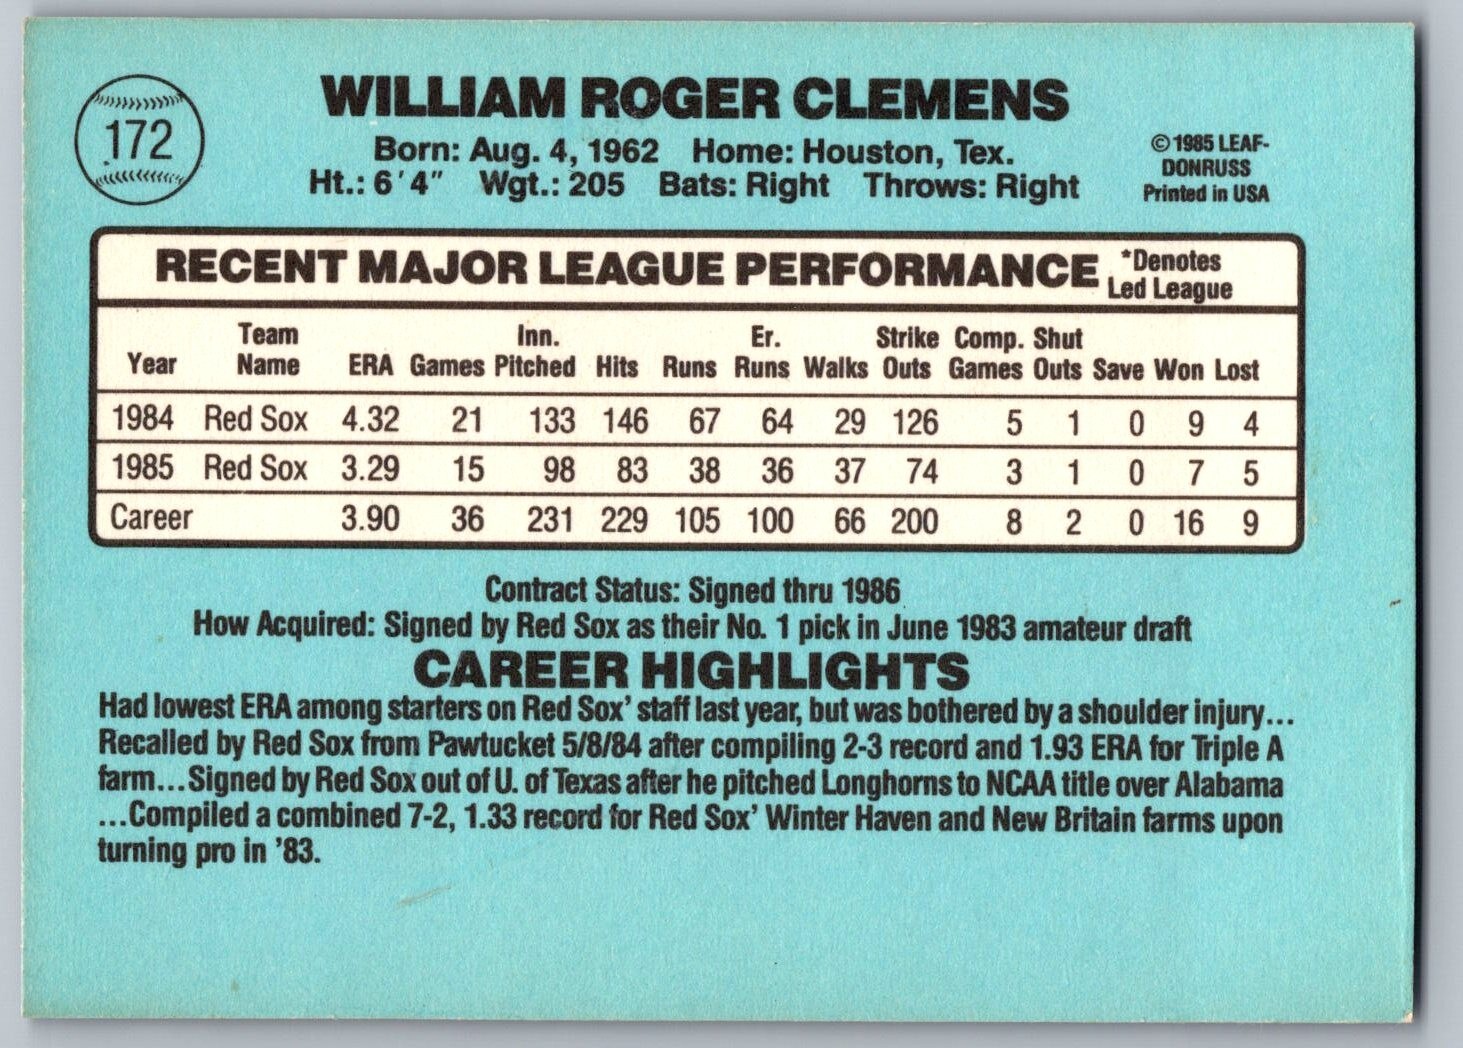 172
WILLIAM ROGER CLEMENS
Born: Aug. 4, 1962 Home: Houston, Tex.
Ht.: 6'4" Wgt.: 205 Bats: Right Throws: Right
© 1985 LEAF-
DONRUSS
Printed in USA
RECENT MAJOR LEAGUE PERFORMANCE *Denotes
Led League
Team Inn. Er. Strike Comp. Shut
Year Name ERA Games Pitched Hits Runs Runs Walks Outs Games Outs Save Won Lost
1984 Red Sox 4.32 21 133 146 67 64 29 126 5 1 0 9 4
1985 Red Sox 3.29 15 98 83 38 36 37 74 3 1 0 7 5
Career 3.90 36 231 229 105 100 66 200 8 2 0 16 9
Contract Status: Signed thru 1986
How Acquired: Signed by Red Sox as their No. 1 pick in June 1983 amateur draft
CAREER HIGHLIGHTS
Had lowest ERA among starters on Red Sox' staff last year, but was bothered by a shoulder injury...
Recalled by Red Sox from Pawtucket 5/8/84 after compiling 2-3 record and 1.93 ERA for Triple A
farm...Signed by Red Sox out of U. of Texas after he pitched Longhorns to NCAA title over Alabama
...Compiled a combined 7-2, 1.33 record for Red Sox' Winter Haven and New Britain farms upon
turning pro in '83.